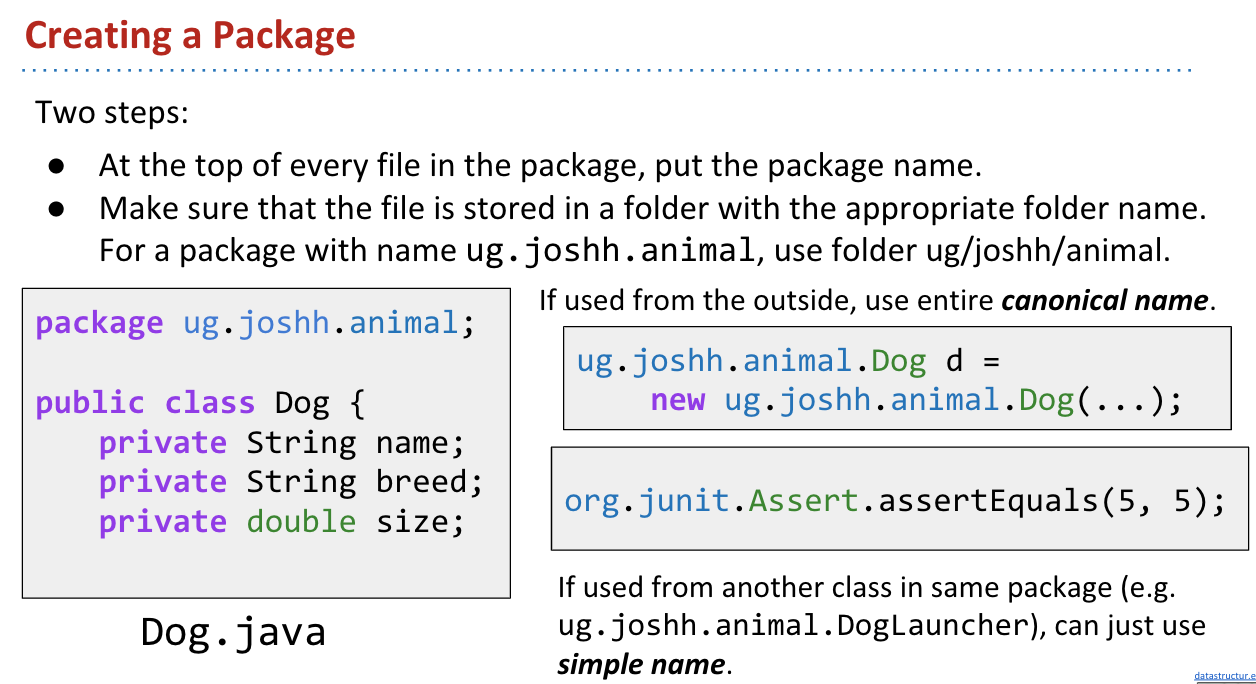 Creating a Package
Two steps:
● At the top of every file in the package, put the package name.
● Make sure that the file is stored in a folder with the appropriate folder name.
For a package with name ug.joshh.animal, use folder ug/joshh/animal.
package ug.joshh.animal;
public class Dog {
private String name;
private String breed;
private double size;
Dog.java
If used from the outside, use entire canonical name.
ug.joshh.animal.Dog d =
new ug.joshh.animal.Dog(...);
org.junit.Assert.assertEquals(5, 5);
If used from another class in same package (e.g.
ug.joshh.animal.DogLauncher), can just use
simple name.
datastructur.e